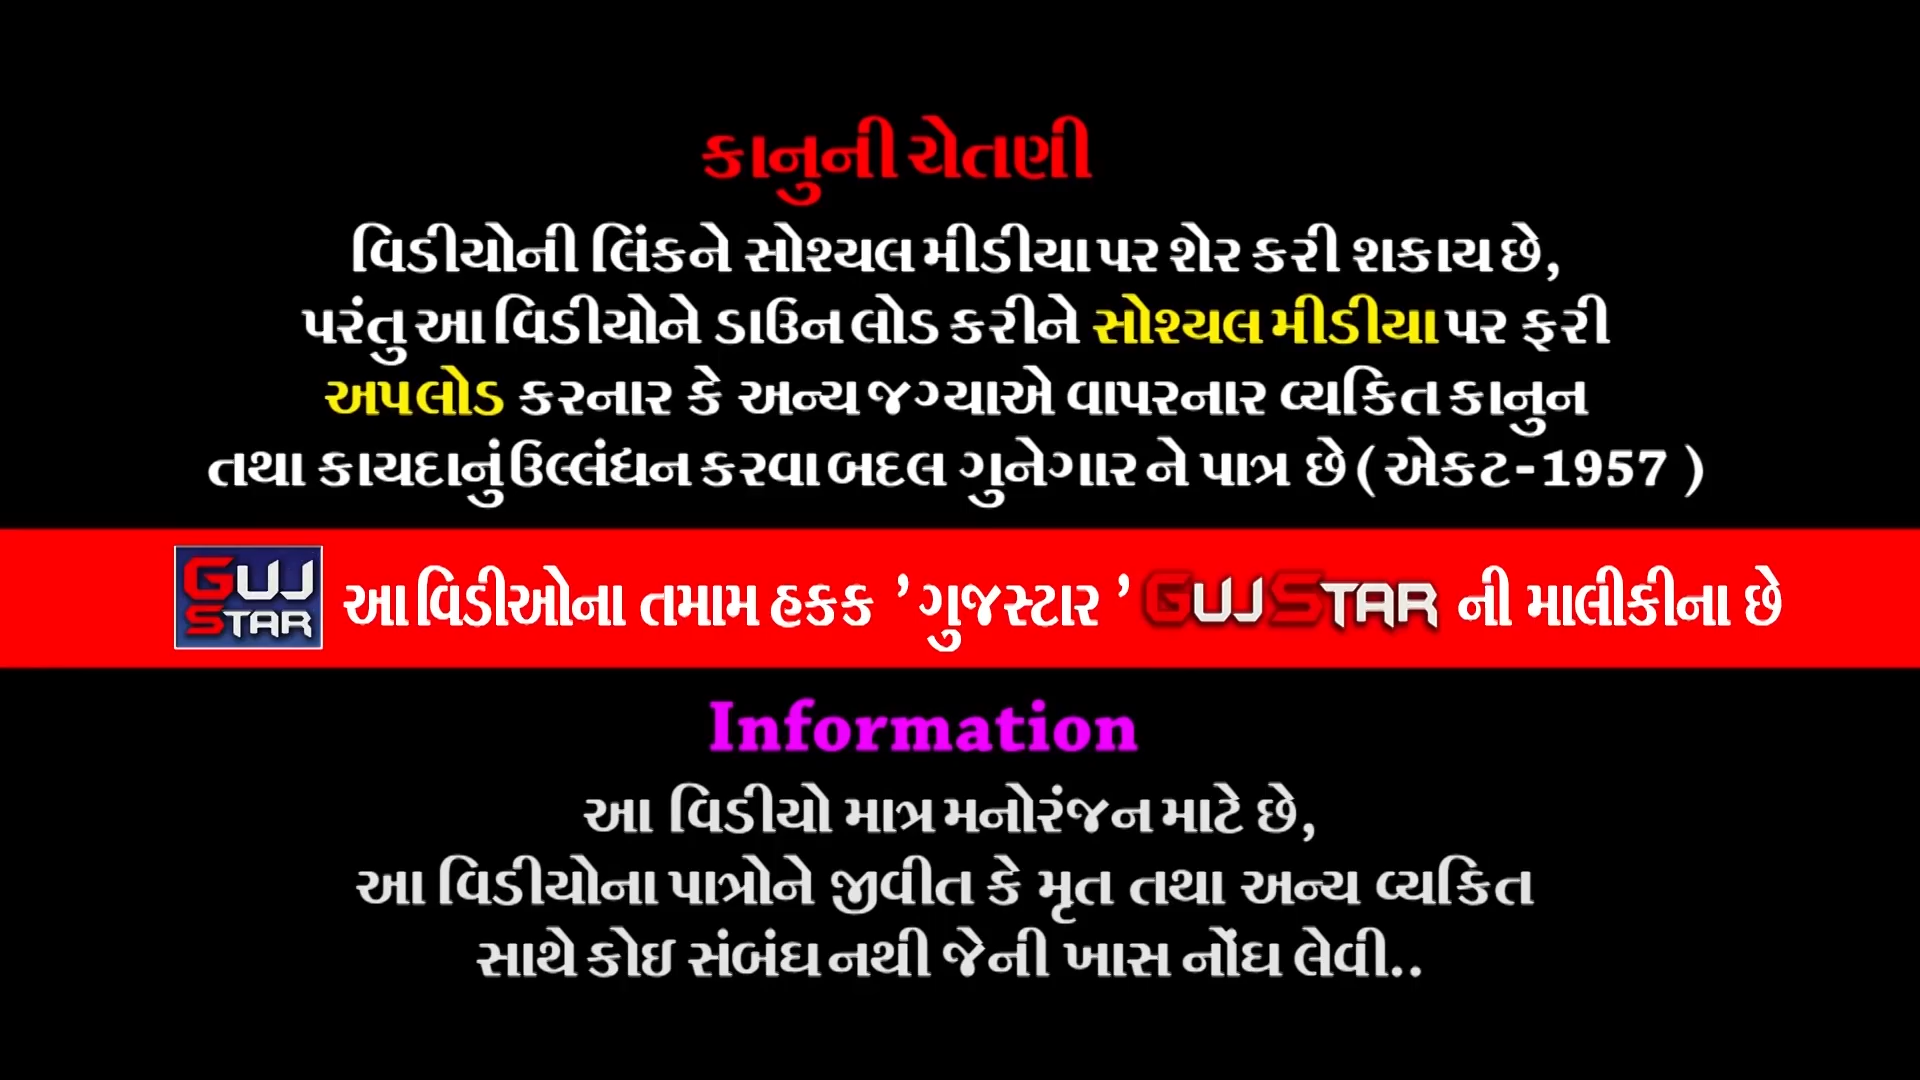 કાનુની ચેતણી
વિડીયોની લિંકને સોશ્યલ મીડીયા પર શેર કરી શકાય છે,
પરંતુ આ વિડીયોને ડાઉનલોડ કરીને સોશ્યલ મીડીયા પર ફરી
અપલોડ કરનાર કે અન્ય જગ્યાએ વાપરનાર વ્યકિત કાનુન
તથા કાયદાનું ઉલ્લંઘન કરવા બદલ ગુનેગાર ને પાત્ર છે ( એકટ-1957 )
GUJ STAR આ વિડીઓના તમામ હકક ’ ગુજસ્ટાર ’ GUJ STAR ની માલીકીના છે
Information
આ વિડીયો માત્ર મનોરંજન માટે છે,
આ વિડીયોના પાત્રોને જીવીત કે મૃત તથા અન્ય વ્યકિત
સાથે કોઇ સંબંધ નથી જેની ખાસ નોંધ લેવી..